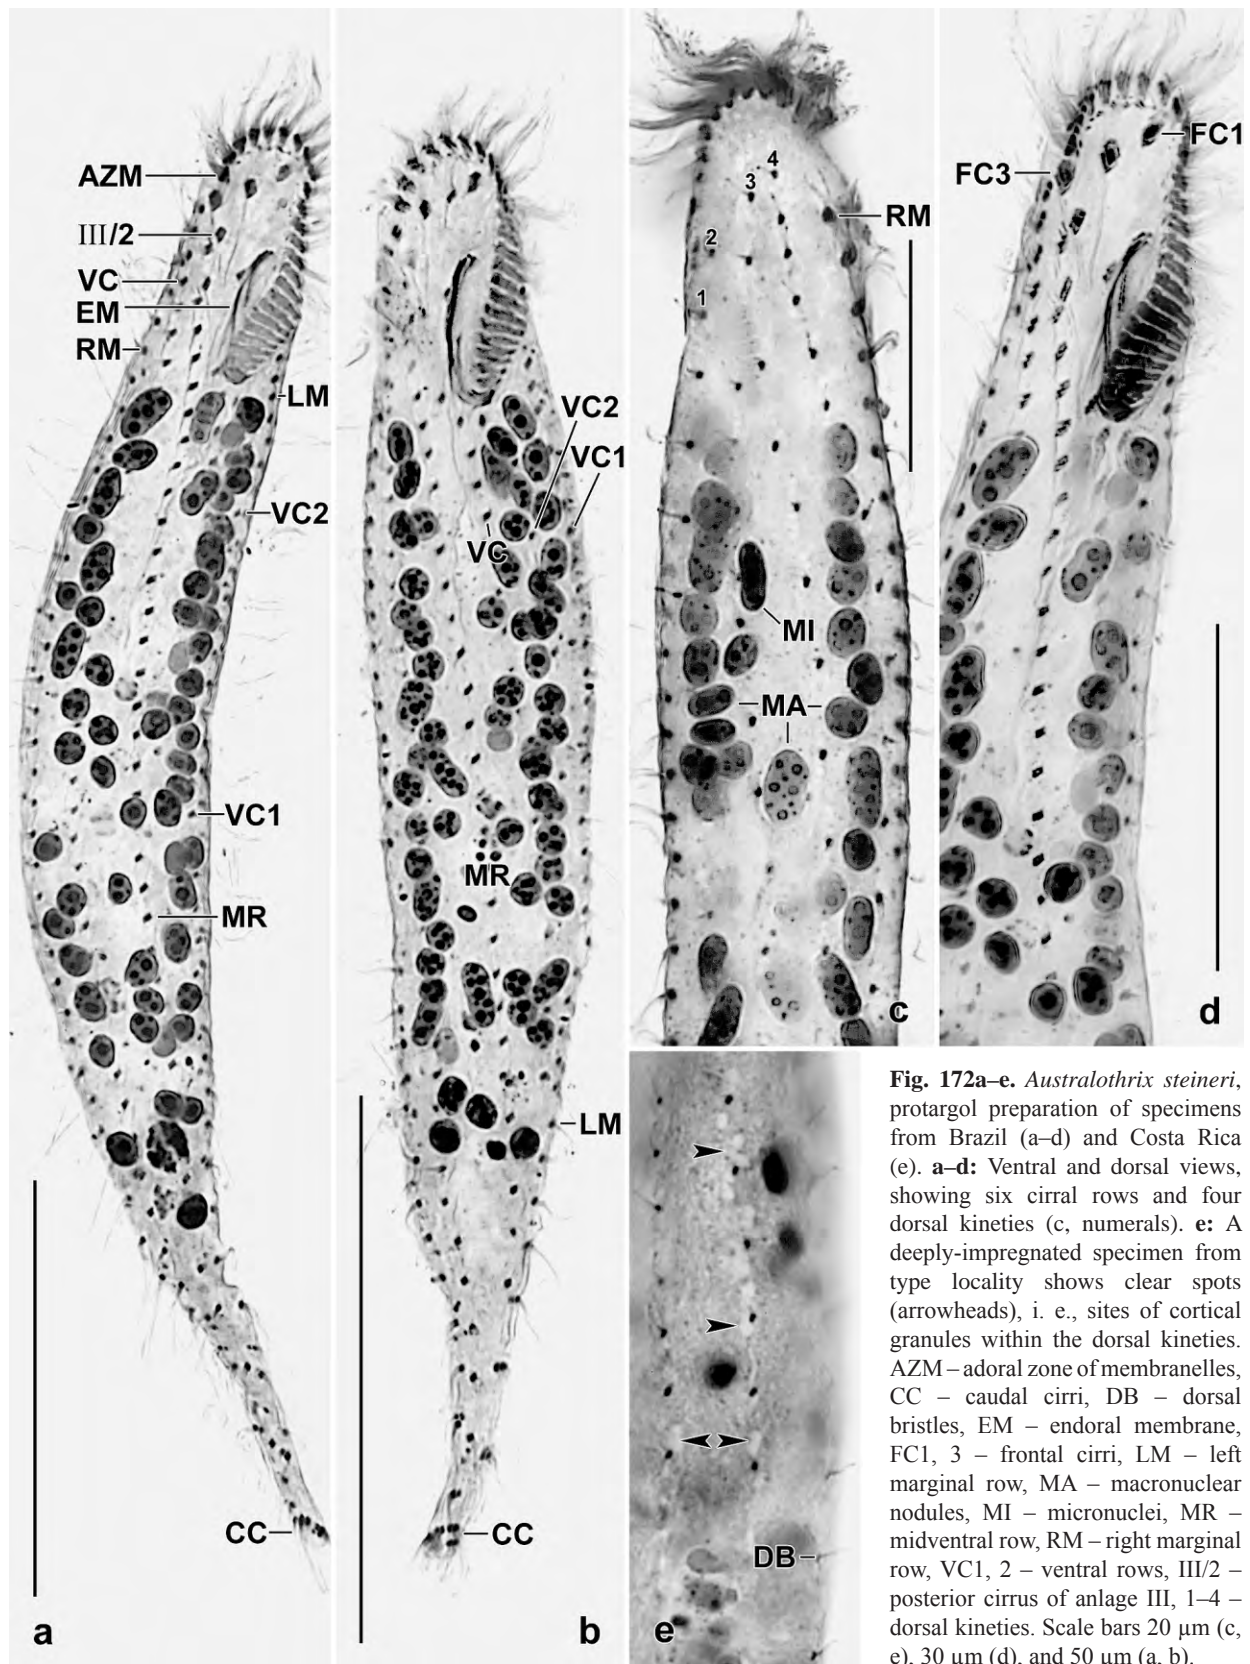 AZM
III/2
VC
EM
RM
LM
VC2
VC1
MR
CC
a
VC2
VC1
VC
MR
LM
CC
b
4
3
2
1
RM
MI
MA
c
FC1
FC3
d
DB
e
Fig. 172a–e. Australothrix steineri,
protargol preparation of specimens
from Brazil (a–d) and Costa Rica
(e). a–d: Ventral and dorsal views,
showing six cirral rows and four
dorsal kineties (c, numerals). e: A
deeply-impregnated specimen from
type locality shows clear spots
(arrowheads), i. e., sites of cortical
granules within the dorsal kineties.
AZM – adoral zone of membranelles,
CC – caudal cirri, DB – dorsal
bristles, EM – endoral membrane,
FC1, 3 – frontal cirri, LM – left
marginal row, MA – macronuclear
nodules, MI – micronuclei, MR –
midventral row, RM – right marginal
row, VC1, 2 – ventral rows, III/2 –
posterior cirrus of anlage III, 1–4 –
dorsal kineties. Scale bars 20 µm (c,
e), 30 µm (d), and 50 µm (a, b).